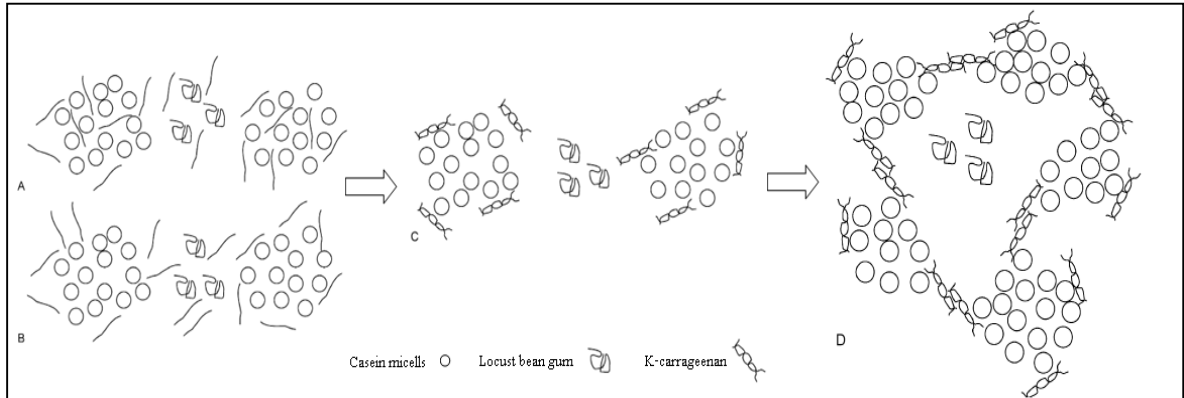 A
B
C
D
Casein micells
Locust bean gum
K-carrageenan